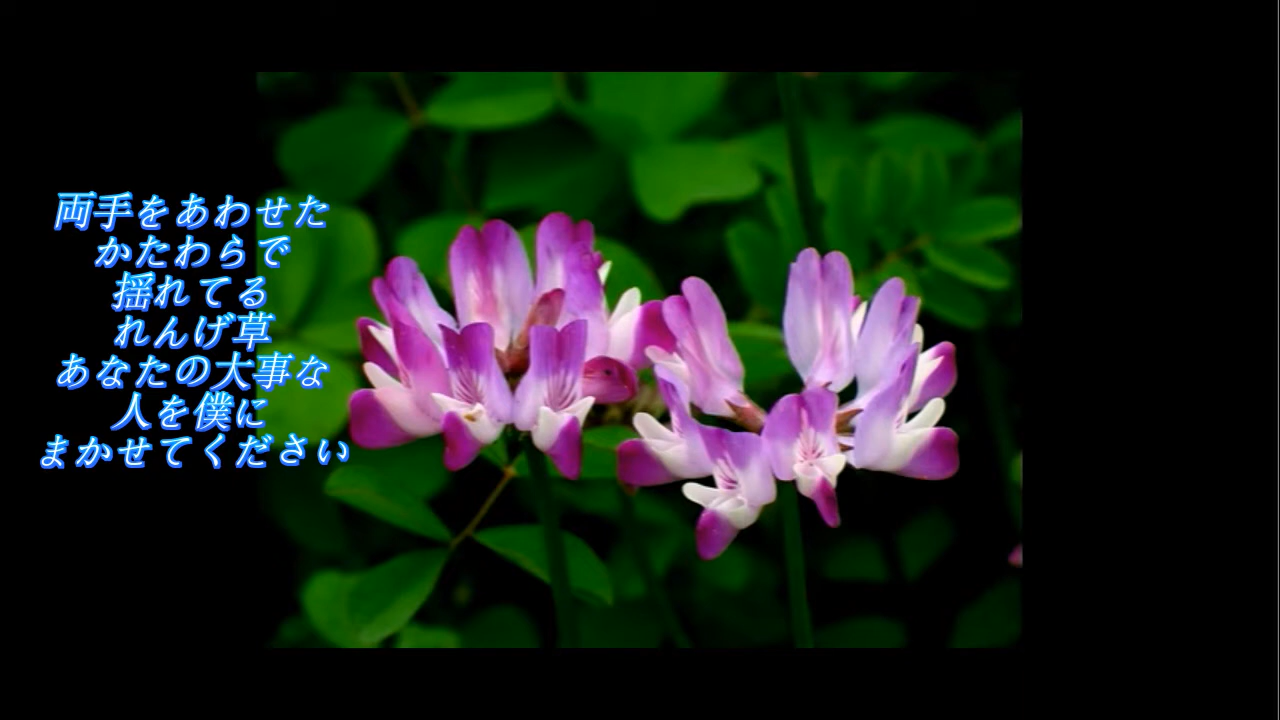 両手をあわせた
かたわらで
揺れてる
れんげ草
あなたの大事な
人を僕に
まかせてください